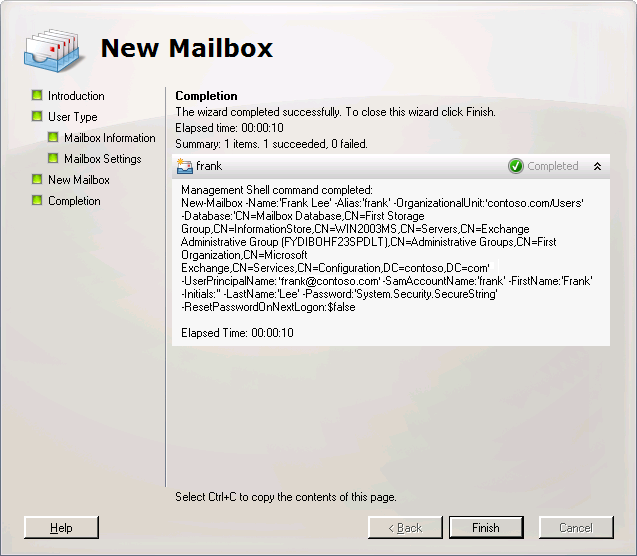 New Mailbox
Introduction
User Type
Mailbox Information
Mailbox Settings
New Mailbox
Completion
Completion
The wizard completed successfully. To close this wizard click Finish.
Elapsed time: 00:00:10
Summary: 1 items. 1 succeeded, 0 failed.
frank
Completed
Management Shell command completed:
New-Mailbox -Name:'Frank Lee' -Alias:'frank' -OrganizationalUnit:'contoso.com/Users'
-Database:'CN=Mailbox Database,CN=First Storage
Group,CN=InformationStore,CN=WIN2003MS,CN=Servers,CN=Exchange
Administrative Group (FYDIBOHF23SPDLT),CN=Administrative Groups,CN=First
Organization,CN=Microsoft
Exchange,CN=Services,CN=Configuration,DC=contoso,DC=com'
-UserPrincipalName: 'frank@contoso.com' -SamAccountName:'frank' -FirstName:'Frank'
-Initials:'' -LastName:'Lee' -Password:'System.Security.SecureString'
-ResetPasswordOnNextLogon:$false
Elapsed Time: 00:00:10
Select Ctrl+C to copy the contents of this page.
Help
< Back
Finish
Cancel